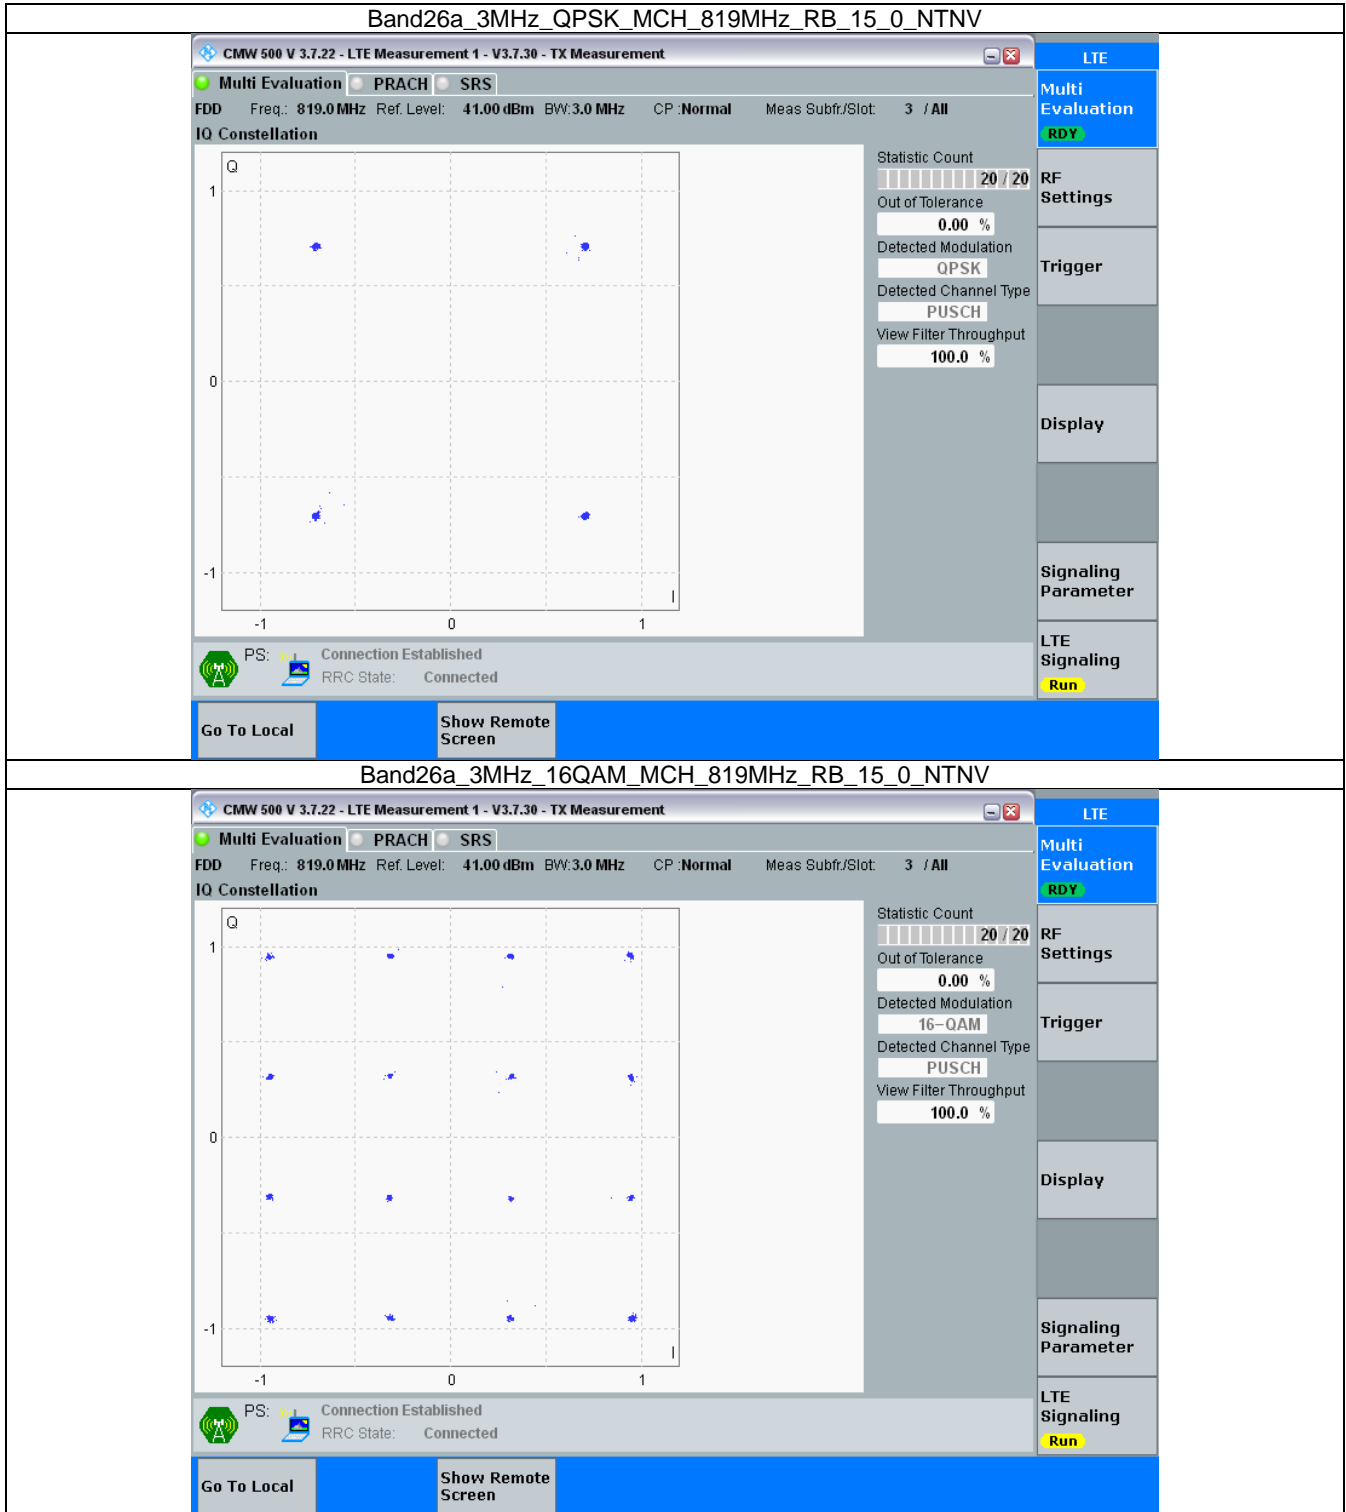 Band26a_3MHz_QPSK_MCH_819MHz_RB_15_0_NTNV
CMW 500 V 3.7.22 - LTE Measurement 1 - V3.7.30 - TX Measurement
LTE
Multi Evaluation PRACH SRS
Multi
Evaluation
RDY
FDD Freq.: 819.0 MHz Ref. Level: 41.00 dBm BW: 3.0 MHz CP : Normal Meas Subfr./Slot: 3 / All
IQ Constellation
Q
1
0
-1
-1 0 1
I
Statistic Count
20 / 20
Out of Tolerance
0.00 %
Detected Modulation
QPSK
Detected Channel Type
PUSCH
View Filter Throughput
100.0 %
RF
Settings
Trigger
Display
Signaling
Parameter
LTE
Signaling
Run
PS: Connection Established
RRC State: Connected
Go To Local
Show Remote
Screen
Band26a_3MHz_16QAM_MCH_819MHz_RB_15_0_NTNV
CMW 500 V 3.7.22 - LTE Measurement 1 - V3.7.30 - TX Measurement
LTE
Multi Evaluation PRACH SRS
Multi
Evaluation
RDY
FDD Freq.: 819.0 MHz Ref. Level: 41.00 dBm BW: 3.0 MHz CP : Normal Meas Subfr./Slot: 3 / All
IQ Constellation
Q
1
0
-1
-1 0 1
I
Statistic Count
20 / 20
Out of Tolerance
0.00 %
Detected Modulation
16-QAM
Detected Channel Type
PUSCH
View Filter Throughput
100.0 %
RF
Settings
Trigger
Display
Signaling
Parameter
LTE
Signaling
Run
PS: Connection Established
RRC State: Connected
Go To Local
Show Remote
Screen